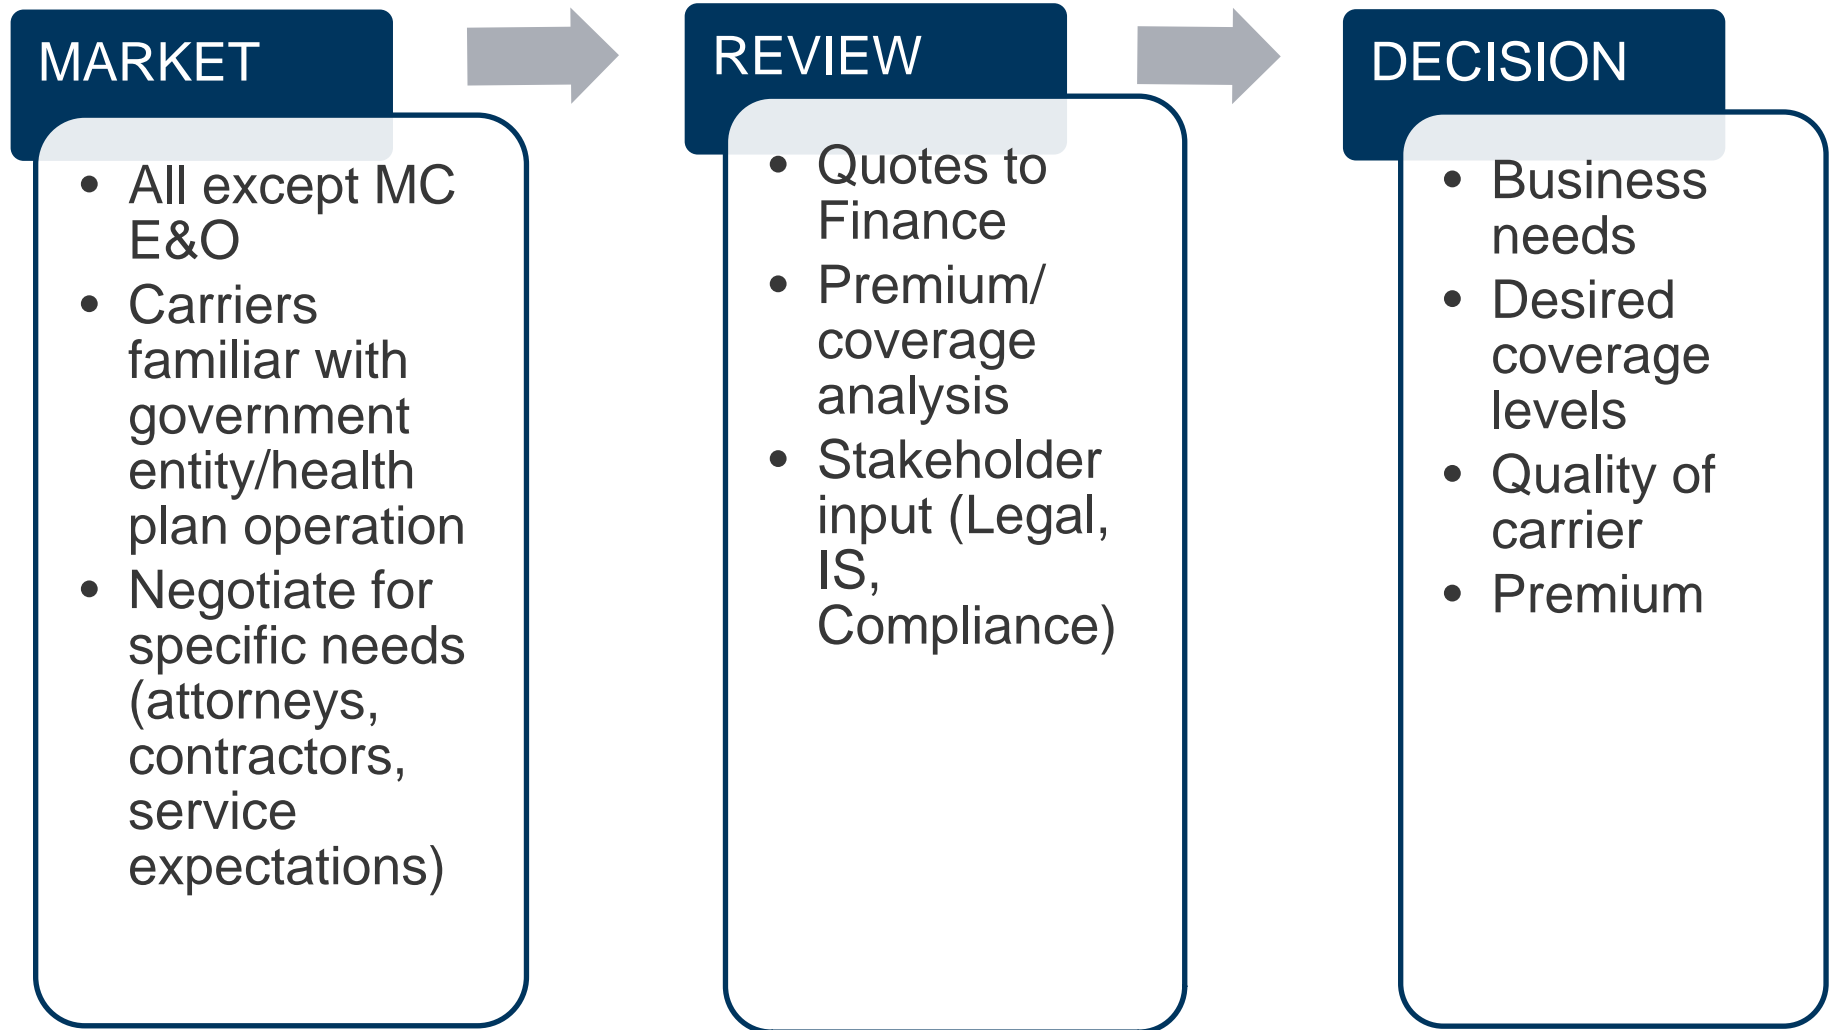 MARKET
• All except MC
E&O
• Carriers
familiar with
government
entity/health
plan operation
• Negotiate for
specific needs
(attorneys,
contractors,
service
expectations)
REVIEW
• Quotes to
Finance
• Premium/
coverage
analysis
• Stakeholder
input (Legal,
IS,
Compliance)
DECISION
• Business
needs
• Desired
coverage
levels
• Quality of
carrier
• Premium